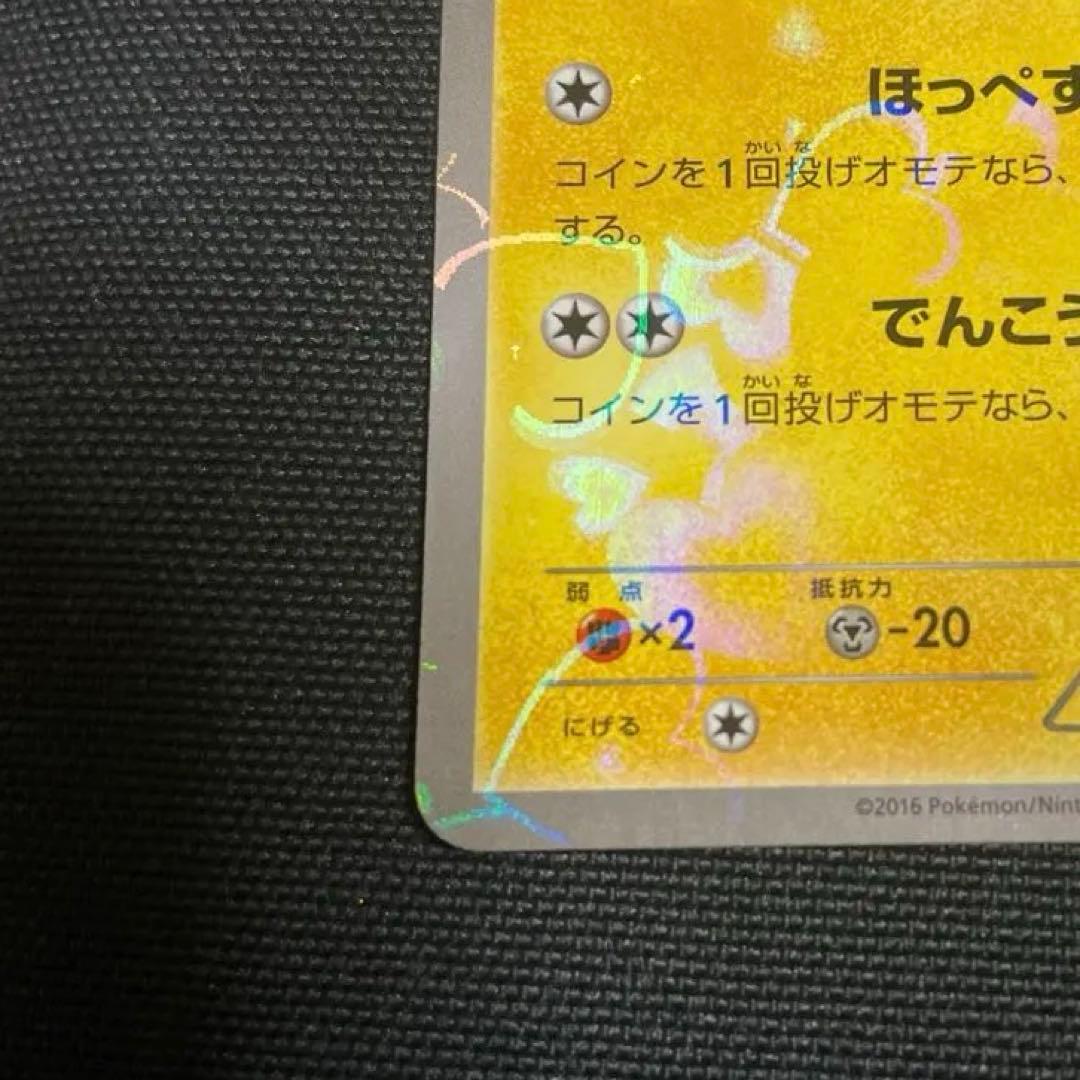 ほっぺす
かい な
コインを1回投げオモテなら、
する。
でんこう
かい な
コインを1回投げオモテなら、
弱点 抵抗力
×2 -20
にげる
©2016 Pokémon/Nint